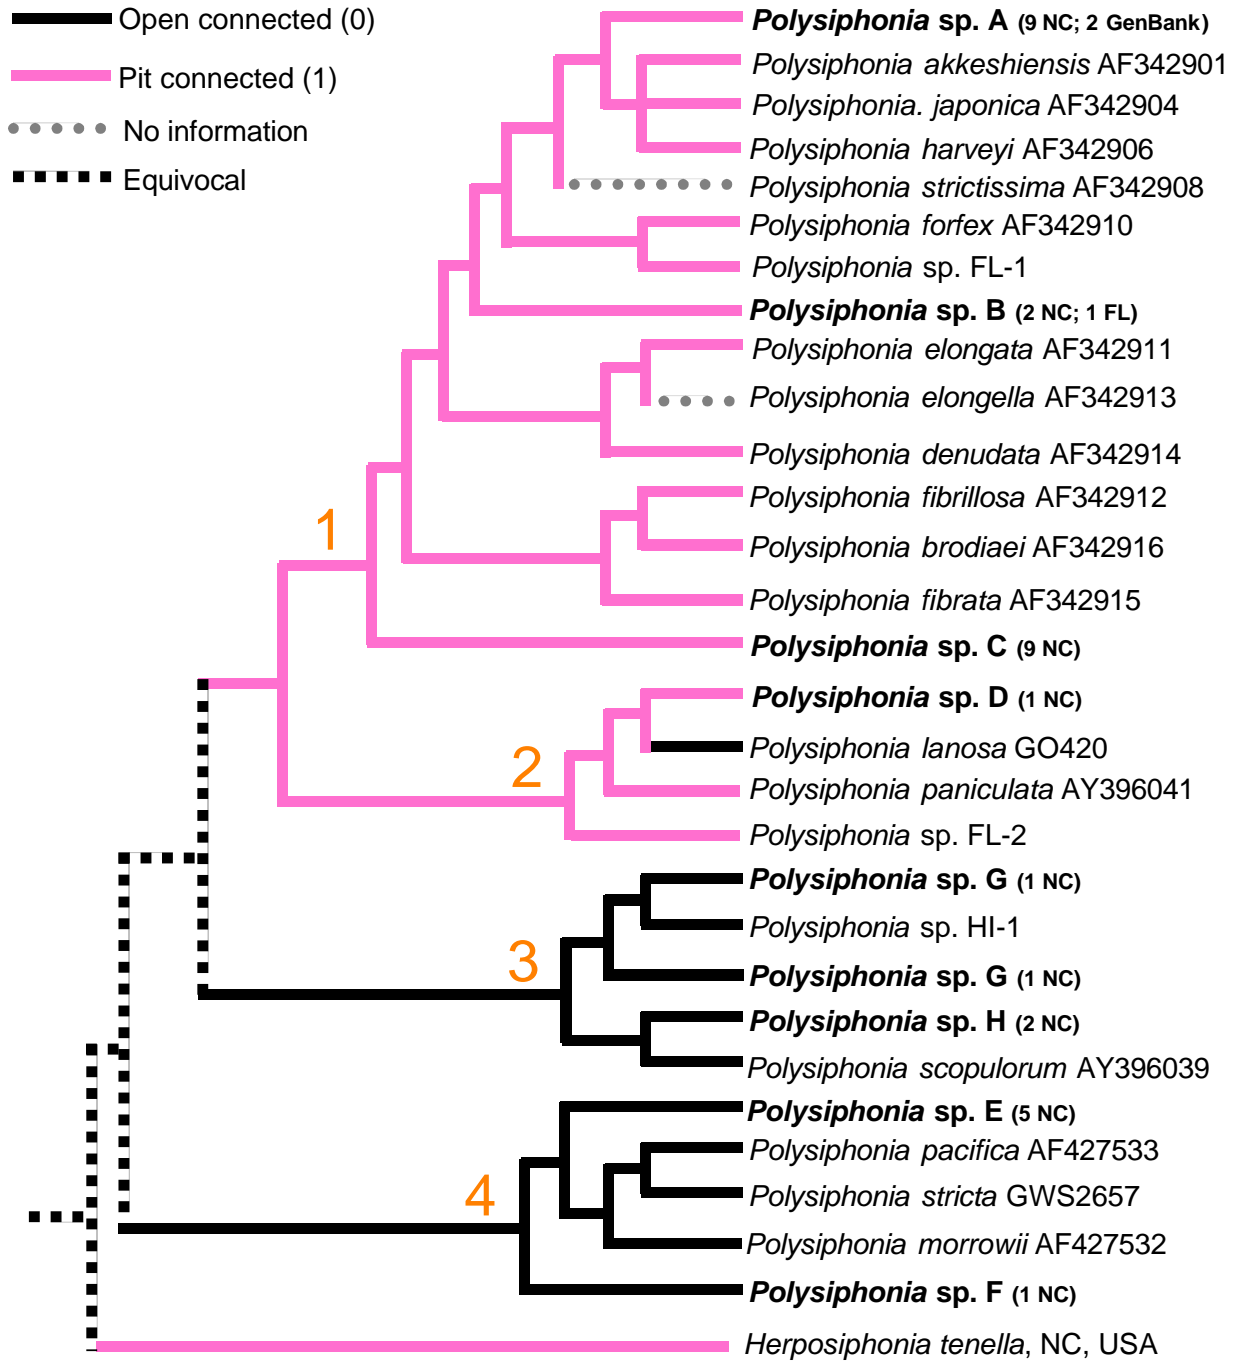 Open connected (0)
Pit connected (1)
No information
Equivocal
Polysiphonia sp. A (9 NC; 2 GenBank)
Polysiphonia akkeshiensis AF342901
Polysiphonia. japonica AF342904
Polysiphonia harveyi AF342906
Polysiphonia strictissima AF342908
Polysiphonia forfex AF342910
Polysiphonia sp. FL-1
Polysiphonia sp. B (2 NC; 1 FL)
Polysiphonia elongata AF342911
Polysiphonia elongella AF342913
Polysiphonia denudata AF342914
Polysiphonia fibrillosa AF342912
1
Polysiphonia brodiaei AF342916
Polysiphonia fibrata AF342915
Polysiphonia sp. C (9 NC)
Polysiphonia sp. D (1 NC)
Polysiphonia lanosa GO420
2
Polysiphonia paniculata AY396041
Polysiphonia sp. FL-2
Polysiphonia sp. G (1 NC)
Polysiphonia sp. HI-1
3
Polysiphonia sp. G (1 NC)
Polysiphonia sp. H (2 NC)
Polysiphonia scopulorum AY396039
Polysiphonia sp. E (5 NC)
Polysiphonia pacifica AF427533
4
Polysiphonia stricta GWS2657
Polysiphonia morrowii AF427532
Polysiphonia sp. F (1 NC)
Herposiphonia tenella, NC, USA